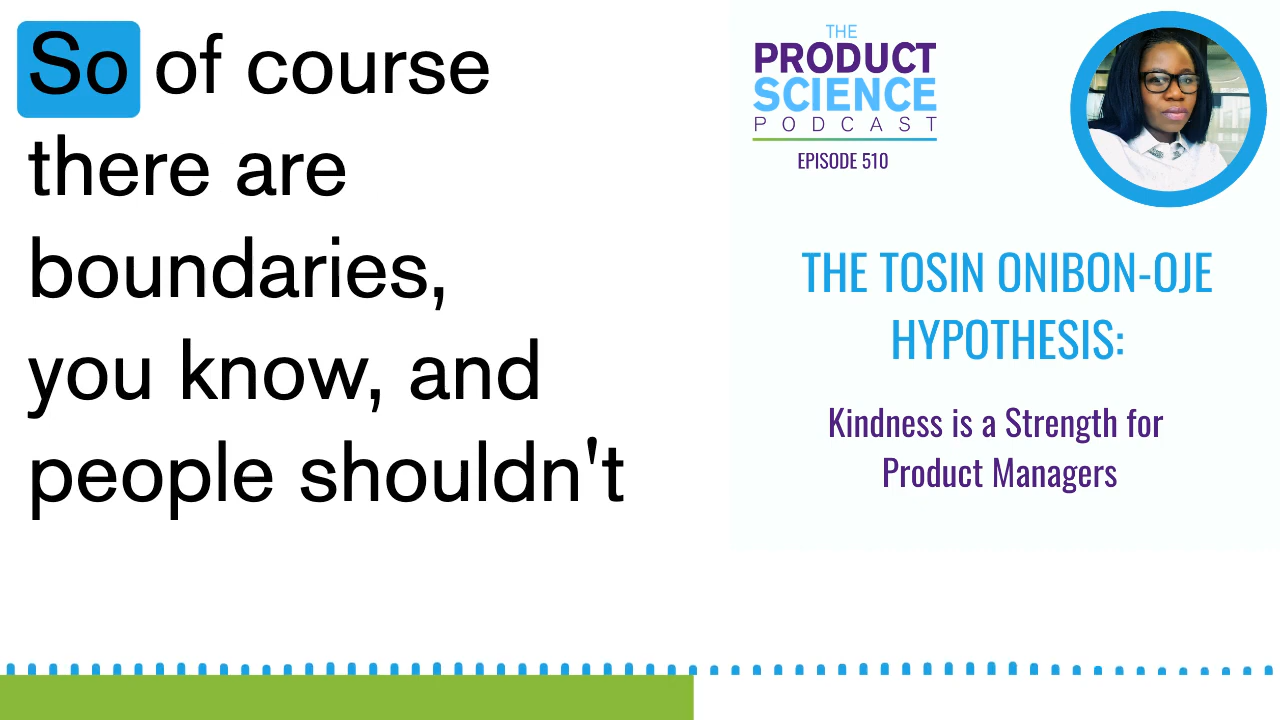 So of course
there are
boundaries,
you know, and
people shouldn't
THE
PRODUCT
SCIENCE
PODCAST
EPISODE 510
THE TOSIN ONIBON-OJE
HYPOTHESIS:
Kindness is a Strength for
Product Managers